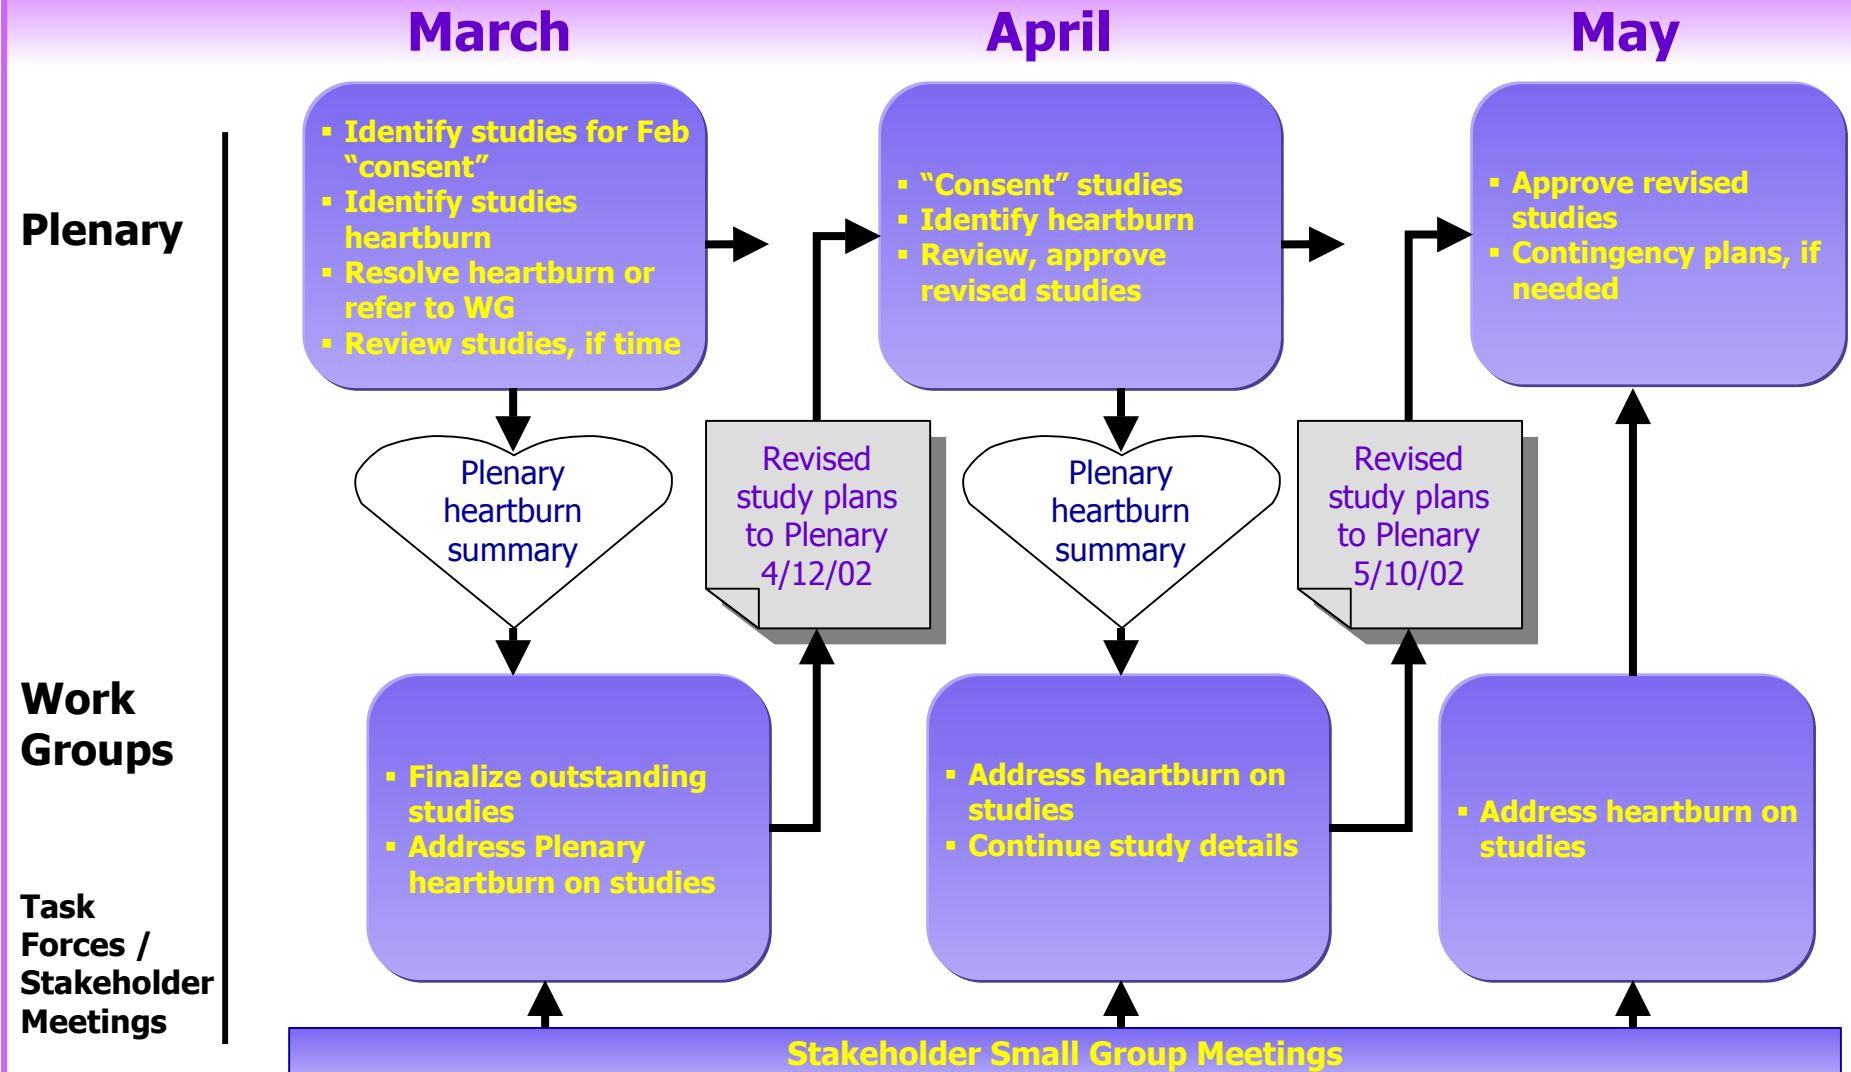 March
April
May
Plenary
▪ Identify studies for Feb
“consent”
▪ Identify studies
heartburn
▪ Resolve heartburn or
refer to WG
▪ Review studies, if time
▪ “Consent” studies
▪ Identify heartburn
▪ Review, approve
revised studies
▪ Approve revised
studies
▪ Contingency plans, if
needed
Plenary
heartburn
summary
Revised
study plans
to Plenary
4/12/02
Plenary
heartburn
summary
Revised
study plans
to Plenary
5/10/02
Work
Groups
▪ Finalize outstanding
studies
▪ Address Plenary
heartburn on studies
▪ Address heartburn on
studies
▪ Continue study details
▪ Address heartburn on
studies
Task
Forces /
Stakeholder
Meetings
Stakeholder Small Group Meetings